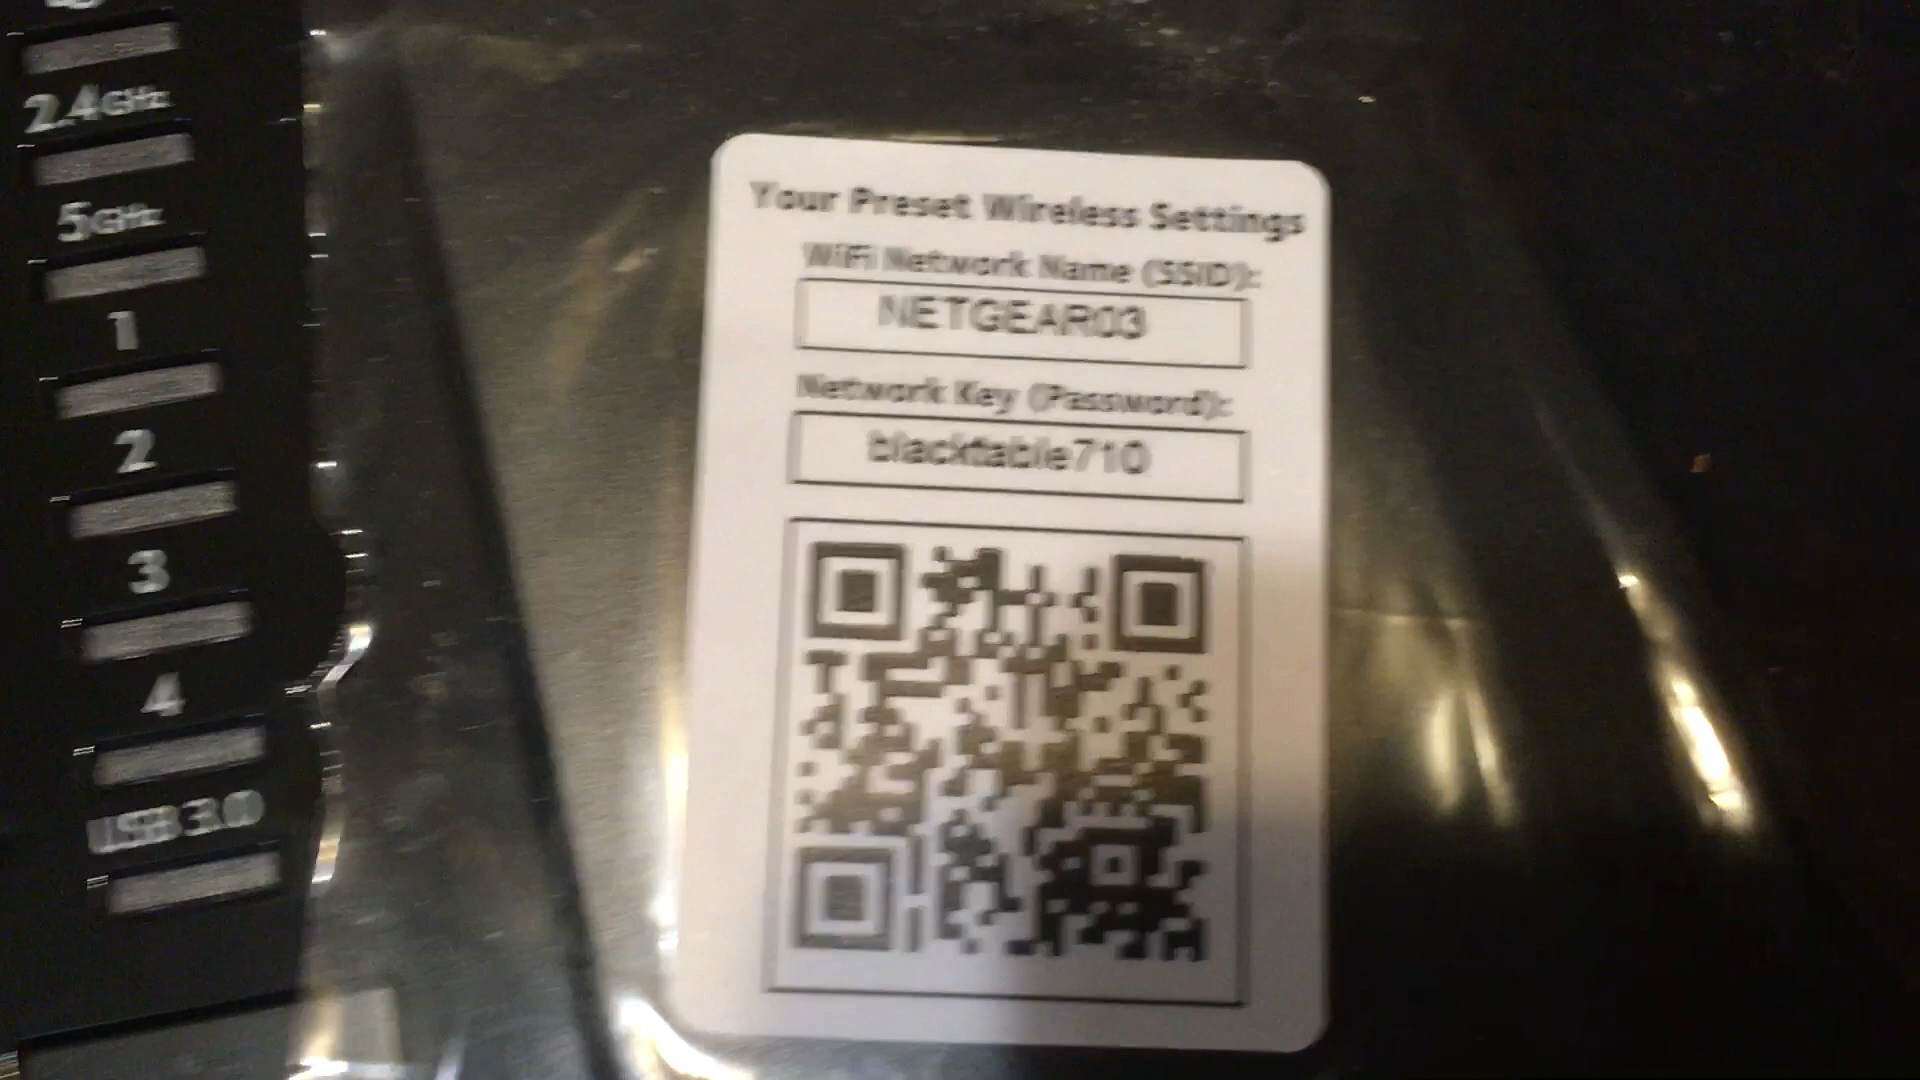 2.4GHz
5GHz
1
2
3
4
USB 3.0
Your Preset Wireless Settings
WiFi Network Name (SSID):
NETGEAR03
Network Key (Password):
blacktable710